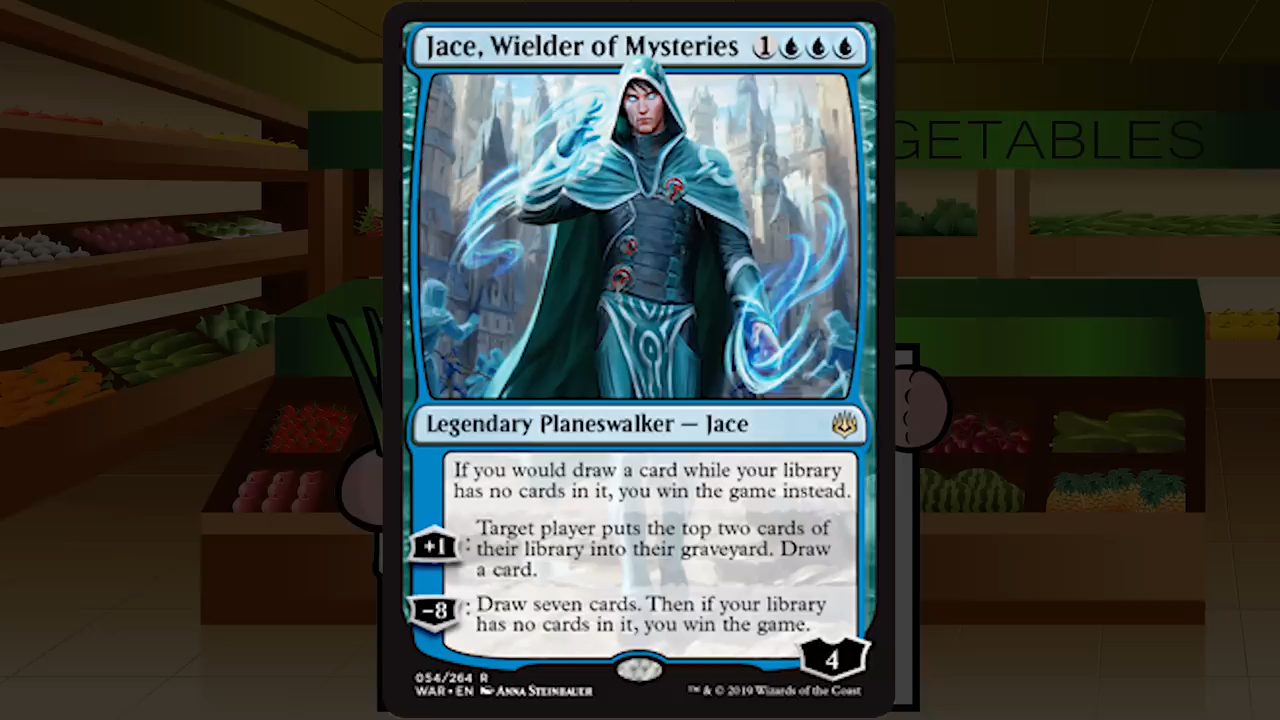 Jace, Wielder of Mysteries 1
GETABLES
Legendary Planeswalker — Jace
If you would draw a card while your library
has no cards in it, you win the game instead.
+1: Target player puts the top two cards of
their library into their graveyard. Draw
a card.
-8: Draw seven cards. Then if your library
has no cards in it, you win the game.
4
054/264 R
WAR • EN Anna Steinbauer
™ & © 2019 Wizards of the Coast